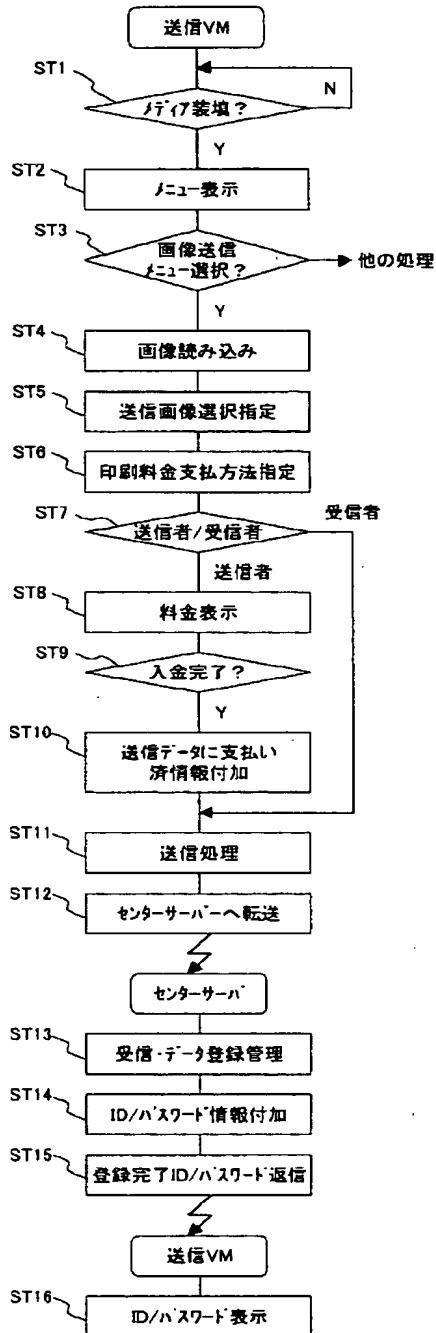 送信VM
ST1
メディア装填？
N
Y
ST2
メニュー表示
ST3
画像送信
メニュー選択？
他の処理
Y
ST4
画像読み込み
ST5
送信画像選択指定
ST6
印刷料金支払方法指定
ST7
送信者/受信者
受信者
送信者
ST8
料金表示
ST9
入金完了？
Y
ST10
送信データに支払い
済情報付加
ST11
送信処理
ST12
センターサーバーへ転送
センターサーバ
ST13
受信・データ登録管理
ST14
ID/パスワード情報付加
ST15
登録完了ID/パスワード返信
送信VM
ST16
ID/パスワード表示